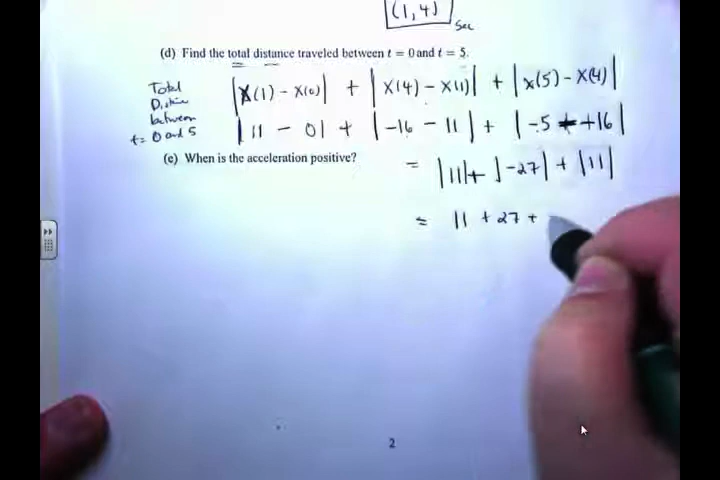 (1,4) sec
(d) Find the total distance traveled between t = 0 and t = 5.
Total
Distance
between
t = 0 and 5
|X(1) - X(0)| + |X(4) - X(1)| + |X(5) - X(4)|
|11 - 0| + |-16 - 11| + |-5 + +16|
(e) When is the acceleration positive?
= |11| + |-27| + |11|
= 11 + 27 +
2